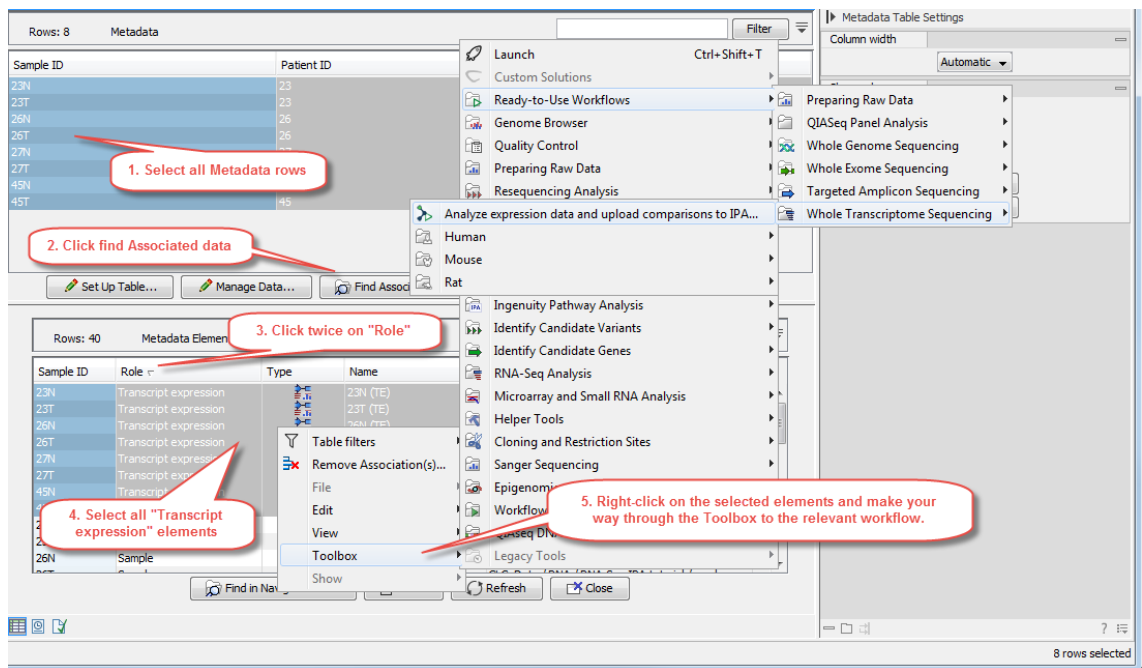 Rows: 8 Metadata
Filter
Metadata Table Settings
Column width
Automatic
Sample ID Patient ID
23N 23
23T 23
26N 26
26T 26
27N
27T
45N
45T 45
1. Select all Metadata rows
2. Click find Associated data
Set Up Table...
Manage Data...
Find Associ
Launch Ctrl+Shift+T
Custom Solutions
Ready-to-Use Workflows
Genome Browser
Quality Control
Preparing Raw Data
Resequencing Analysis
Preparing Raw Data
QIASeq Panel Analysis
Whole Genome Sequencing
Whole Exome Sequencing
Targeted Amplicon Sequencing
Whole Transcriptome Sequencing
Analyze expression data and upload comparisons to IPA...
Human
Mouse
Rat
Ingenuity Pathway Analysis
Identify Candidate Variants
Identify Candidate Genes
RNA-Seq Analysis
Microarray and Small RNA Analysis
Helper Tools
Cloning and Restriction Sites
Sanger Sequencing
Epigenomi
Workflow
QIAseq DN
Legacy Tools
3. Click twice on "Role"
Rows: 40 Metadata Elemen
Sample ID Role Type Name
23N Transcript expression 23N (TE)
23T Transcript expression 23T (TE)
26N Transcript expression 26N (TE)
26T Transcript expression
27N Transcript expression
27T Transcript expression
45N Transcript
26N Sample
4. Select all "Transcript
expression" elements
Table filters
Remove Association(s)...
File
Edit
View
Toolbox
Show
5. Right-click on the selected elements and make your
way through the Toolbox to the relevant workflow.
Find in Nav
Refresh
Close
8 rows selected